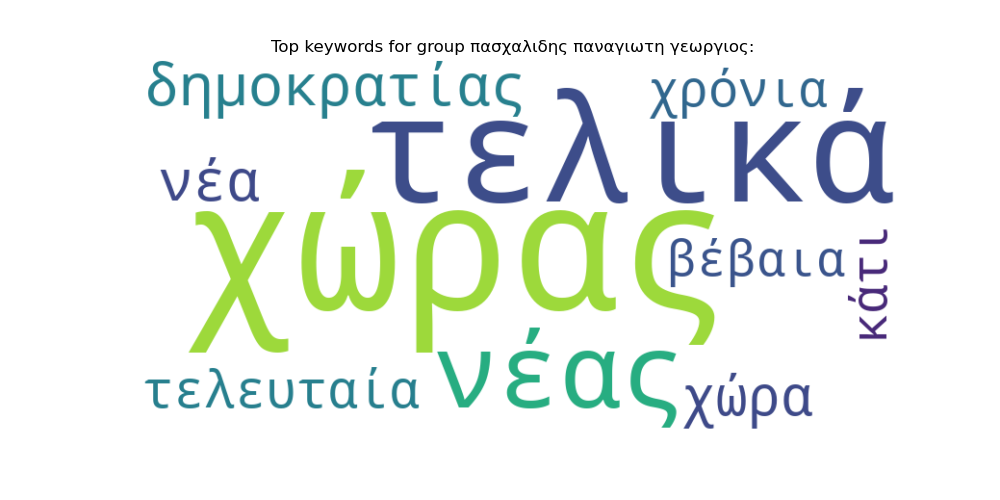 Top keywords for group πασχαλιδης παναγιωτη γεωργιος:
δημοκρατίας
χρόνια
τελικά
νέα
χώρας
βέβαια
κάτι
νέας
τελευταία
χώρα